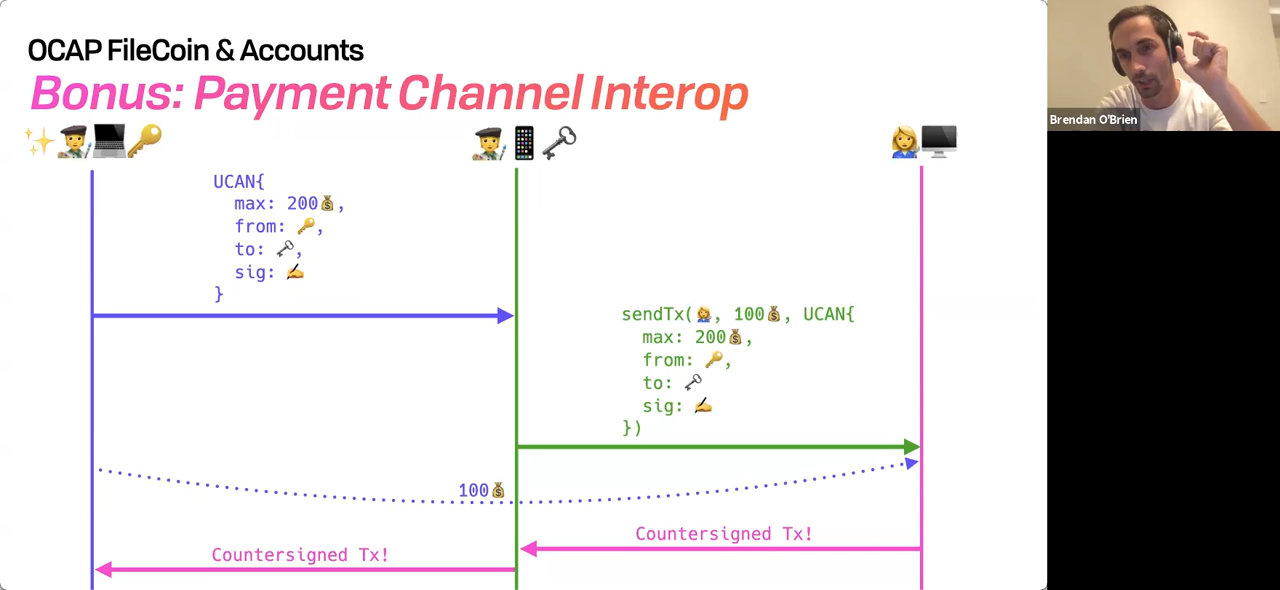 OCAP FileCoin & Accounts
Bonus: Payment Channel Interop
Brendan O'Brien
UCAN{
max: 200💰,
from: 🔑,
to: 🗝️,
sig: ✍️
}
sendTx(👩‍💼, 100💰, UCAN{
max: 200💰,
from: 🔑,
to: 🗝️
sig: ✍️
})
100💰
Countersigned Tx!
Countersigned Tx!